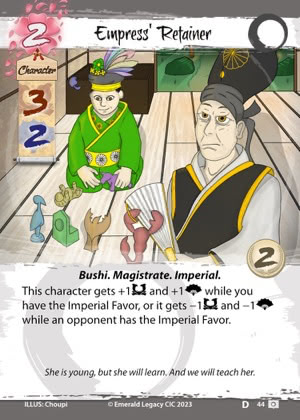 2
Empress' Retainer
Character
3
2
2
Bushi. Magistrate. Imperial.
This character gets +1 and +1 while you
have the Imperial Favor, or it gets –1 and –1
while an opponent has the Imperial Favor.
She is young, but she will learn. And we will teach her.
ILLUS: Choupi © Emerald Legacy CIC 2023 D 44